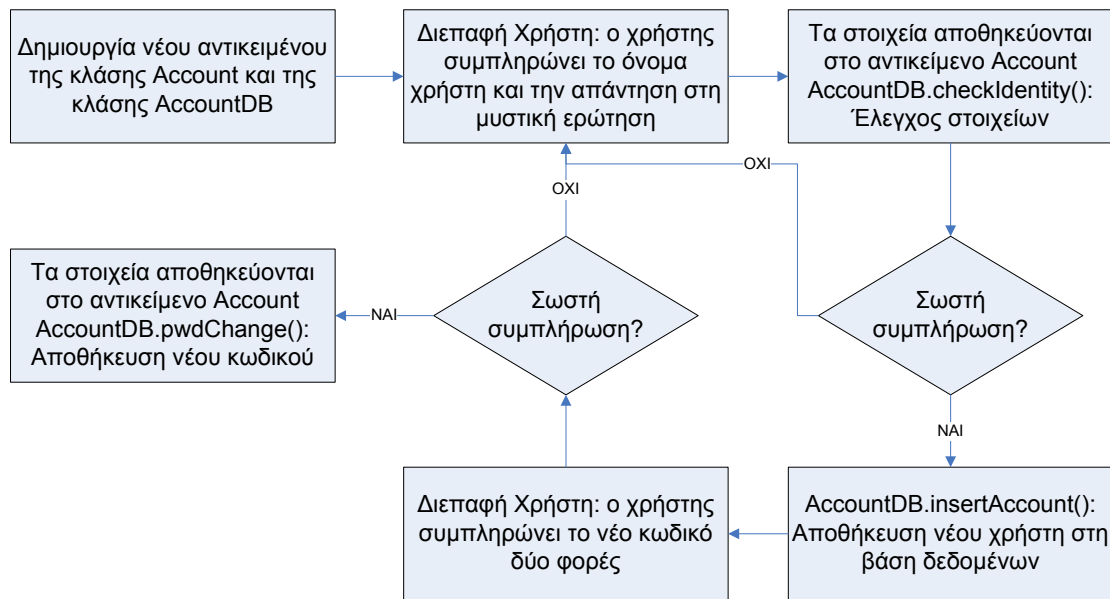 Δημιουργία νέου αντικειμένου
της κλάσης Account και της
κλάσης AccountDB
Διεπαφή Χρήστη: ο χρήστης
συμπληρώνει το όνομα
χρήστη και την απάντηση στη
μυστική ερώτηση
Τα στοιχεία αποθηκεύονται
στο αντικείμενο Account
AccountDB.checkIdentity():
Έλεγχος στοιχείων
ΟΧΙ
ΟΧΙ
Τα στοιχεία αποθηκεύονται
στο αντικείμενο Account
AccountDB.pwdChange():
Αποθήκευση νέου κωδικού
ΝΑΙ
Σωστή
συμπλήρωση?
Σωστή
συμπλήρωση?
ΝΑΙ
Διεπαφή Χρήστη: ο χρήστης
συμπληρώνει το νέο κωδικό
δύο φορές
AccountDB.insertAccount():
Αποθήκευση νέου χρήστη στη
βάση δεδομένων